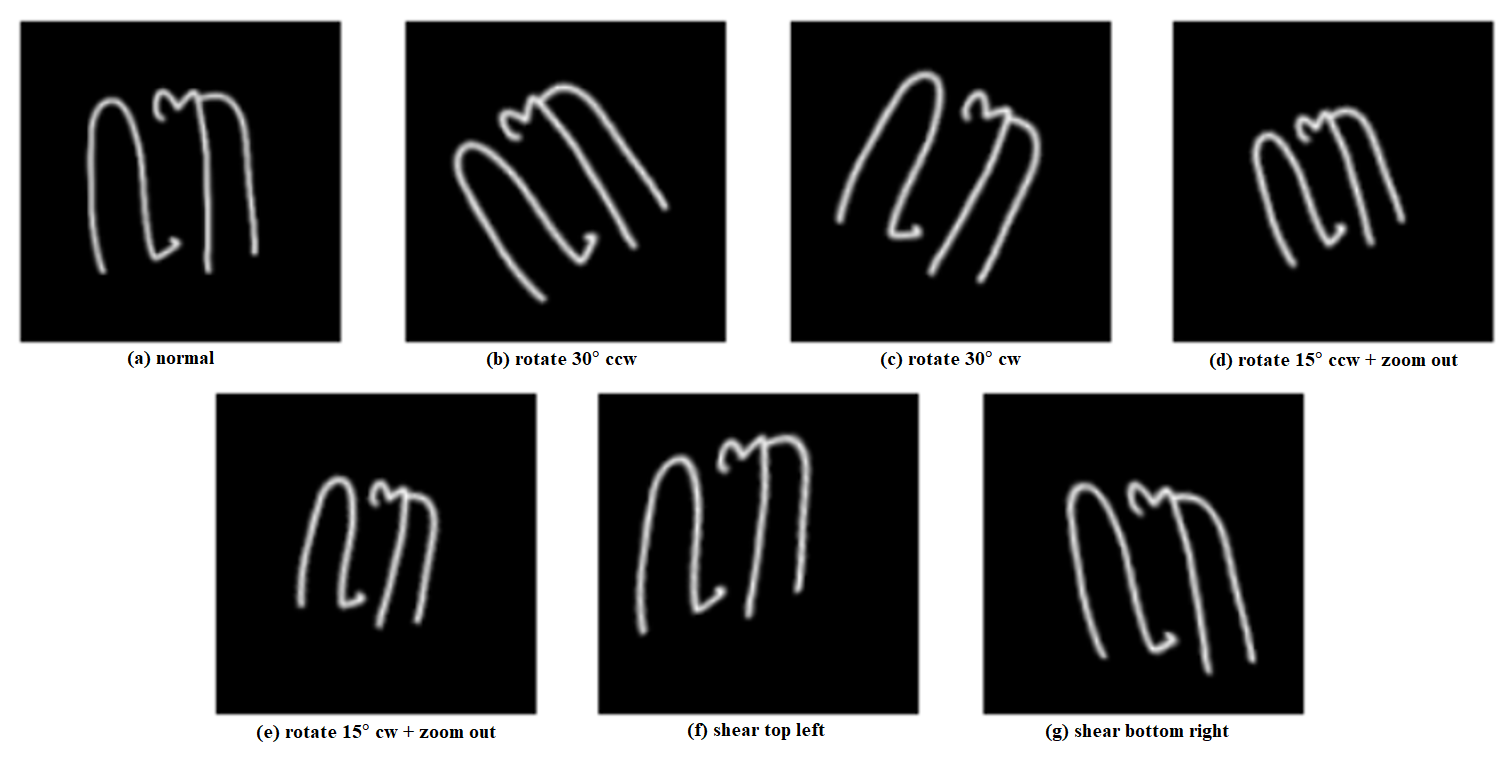 (a) normal
(b) rotate 30° ccw
(c) rotate 30° cw
(d) rotate 15° ccw + zoom out
(e) rotate 15° cw + zoom out
(f) shear top left
(g) shear bottom right